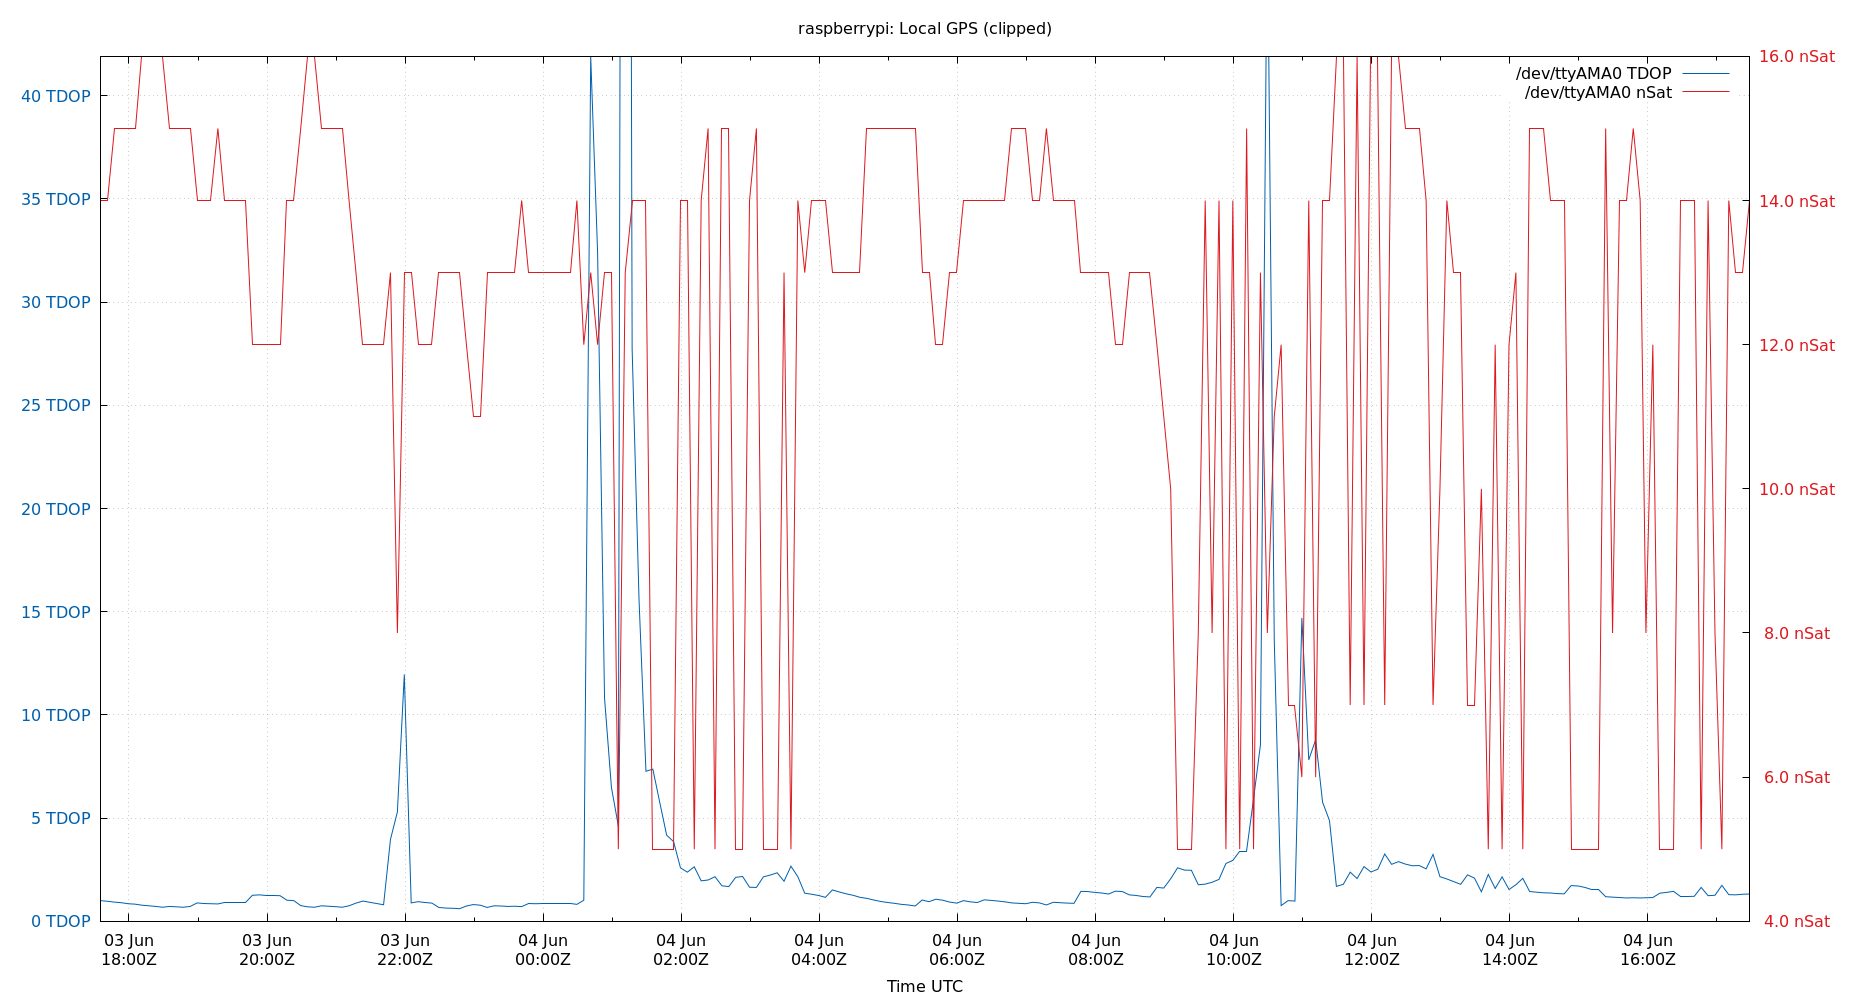 raspberrypi: Local GPS (clipped)
16.0 nSat
14.0 nSat
12.0 nSat
10.0 nSat
8.0 nSat
6.0 nSat
4.0 nSat
40 TDOP
35 TDOP
30 TDOP
25 TDOP
20 TDOP
15 TDOP
10 TDOP
5 TDOP
0 TDOP
/dev/ttyAMA0 TDOP
/dev/ttyAMA0 nSat
03 Jun
18:00Z
03 Jun
20:00Z
03 Jun
22:00Z
04 Jun
00:00Z
04 Jun
02:00Z
04 Jun
04:00Z
04 Jun
06:00Z
04 Jun
08:00Z
04 Jun
10:00Z
04 Jun
12:00Z
04 Jun
14:00Z
04 Jun
16:00Z
Time UTC